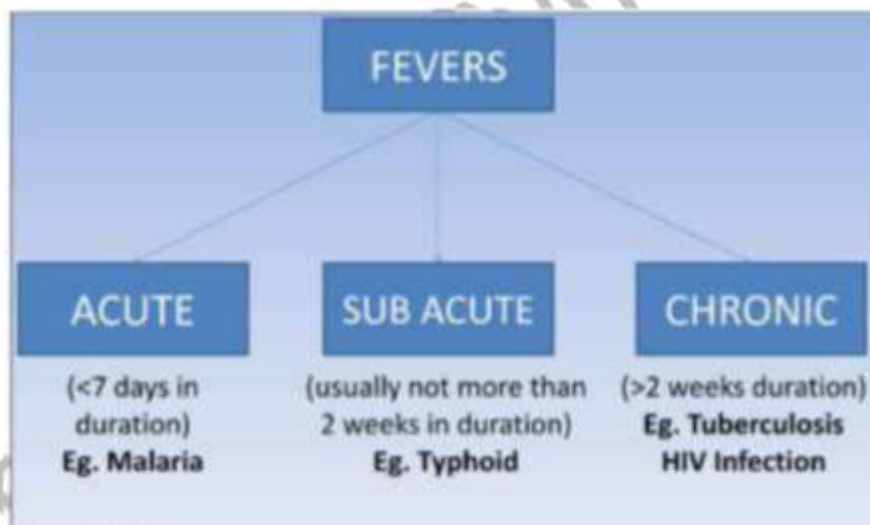 FEVERS
ACUTE
(<7 days in
duration)
Eg. Malaria
SUB ACUTE
(usually not more than
2 weeks in duration)
Eg. Typhoid
CHRONIC
(>2 weeks duration)
Eg. Tuberculosis
HIV Infection